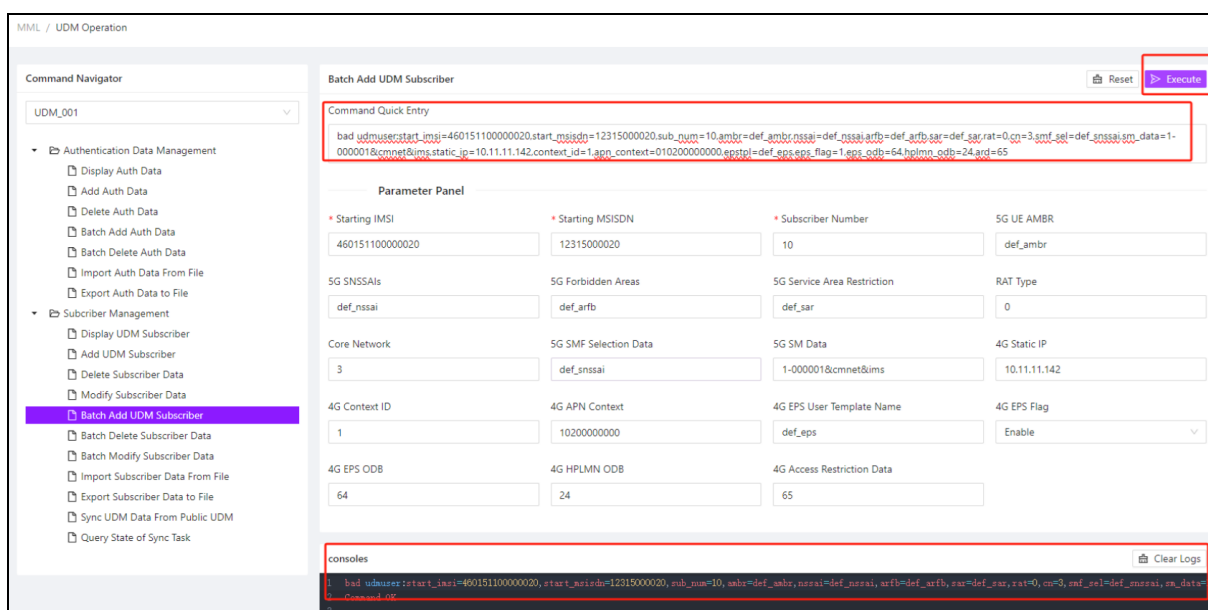 MML / UDM Operation
Command Navigator
UDM_001
Authentication Data Management
Display Auth Data
Add Auth Data
Delete Auth Data
Batch Add Auth Data
Batch Delete Auth Data
Import Auth Data From File
Export Auth Data to File
Subcriber Management
Display UDM Subscriber
Add UDM Subscriber
Delete Subscriber Data
Modify Subscriber Data
Batch Add UDM Subscriber
Batch Delete Subscriber Data
Batch Modify Subscriber Data
Import Subscriber Data From File
Export Subscriber Data to File
Sync UDM Data From Public UDM
Query State of Sync Task
Batch Add UDM Subscriber
Reset
Execute
Command Quick Entry
bad udmuser:start_imsi=460151100000020,start_msisdn=12315000020,sub_num=10,ambr=def_ambr,nssai=def_nssai,arfb=def_arfb,sar=def_sar,rat=0,cn=3,smf_sel=def_snssai,sm_data=1-
000001&cmnet&ims,static_ip=10.11.11.142,context_id=1,apn_context=010200000000,epstpl=def_eps,eps_flag=1,eps_odb=64,hplmn_odb=24,ard=65
Parameter Panel
* Starting IMSI * Starting MSISDN * Subscriber Number 5G UE AMBR
460151100000020 12315000020 10 def_ambr
5G SNSSAIs 5G Forbidden Areas 5G Service Area Restriction RAT Type
def_nssai def_arfb def_sar 0
Core Network 5G SMF Selection Data 5G SM Data 4G Static IP
3 def_snssai 1-000001&cmnet&ims 10.11.11.142
4G Context ID 4G APN Context 4G EPS User Template Name 4G EPS Flag
1 10200000000 def_eps Enable
4G EPS ODB 4G HPLMN ODB 4G Access Restriction Data
64 24 65
consoles
Clear Logs
1 bad udmuser:start_imsi=460151100000020,start_msisdn=12315000020,sub_num=10,ambr=def_ambr,nssai=def_nssai,arfb=def_arfb,sar=def_sar,rat=0,cn=3,smf_sel=def_snssai,sm_data=
2 Command OK
3